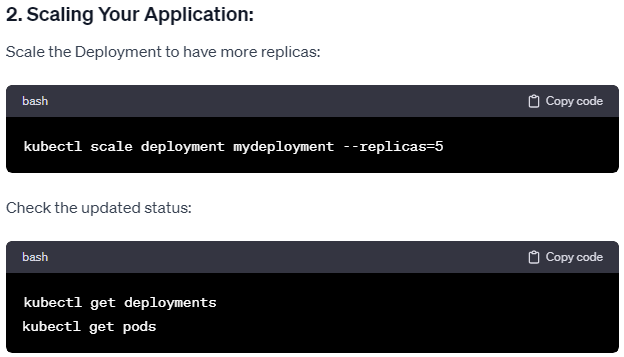 2. Scaling Your Application:
Scale the Deployment to have more replicas:
bash Copy code
kubectl scale deployment mydeployment --replicas=5
Check the updated status:
bash Copy code
kubectl get deployments
kubectl get pods